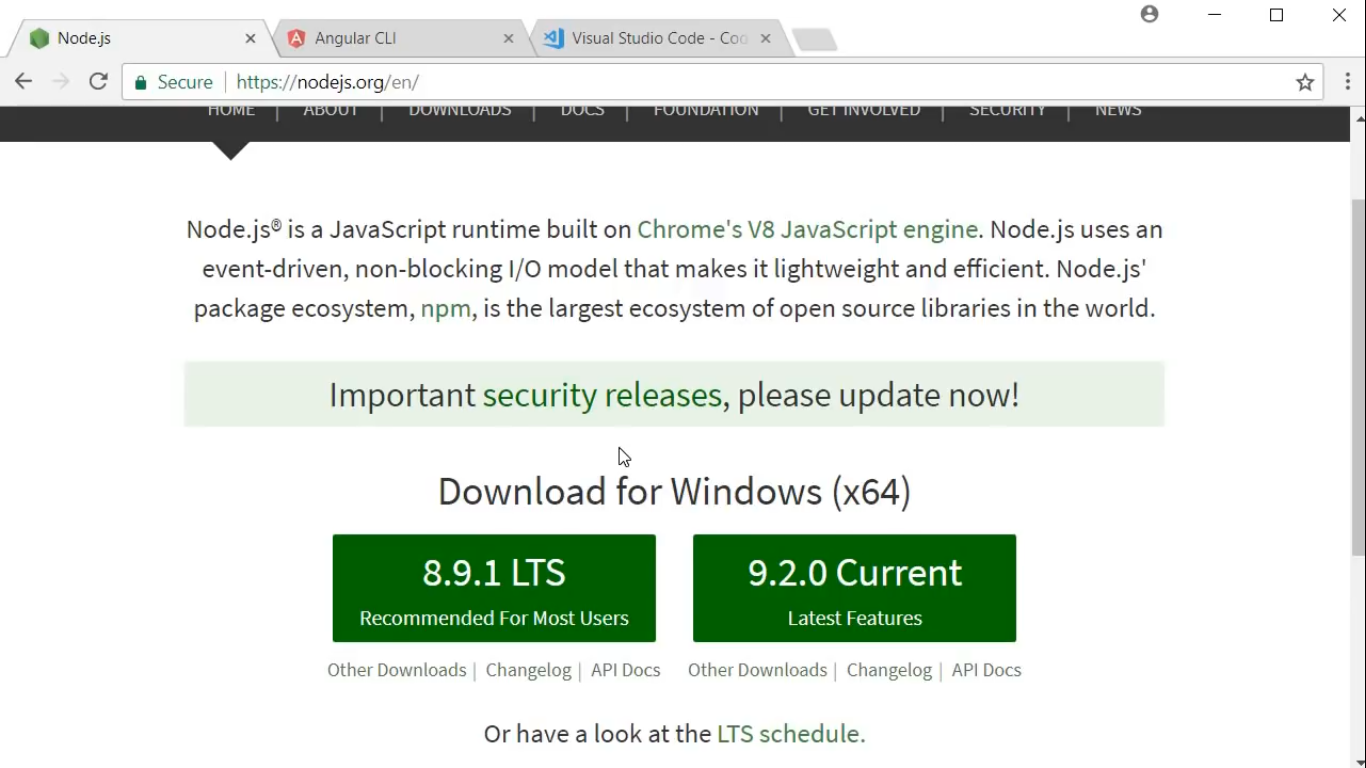 Node.js
Angular CLI
Visual Studio Code - Cod
Secure https://nodejs.org/en/
HOME | ABOUT | DOWNLOADS | DOCS | FOUNDATION | GET INVOLVED | SECURITY | NEWS
Node.js® is a JavaScript runtime built on Chrome's V8 JavaScript engine. Node.js uses an
event-driven, non-blocking I/O model that makes it lightweight and efficient. Node.js'
package ecosystem, npm, is the largest ecosystem of open source libraries in the world.
Important security releases, please update now!
Download for Windows (x64)
8.9.1 LTS
Recommended For Most Users
9.2.0 Current
Latest Features
Other Downloads | Changelog | API Docs
Other Downloads | Changelog | API Docs
Or have a look at the LTS schedule.